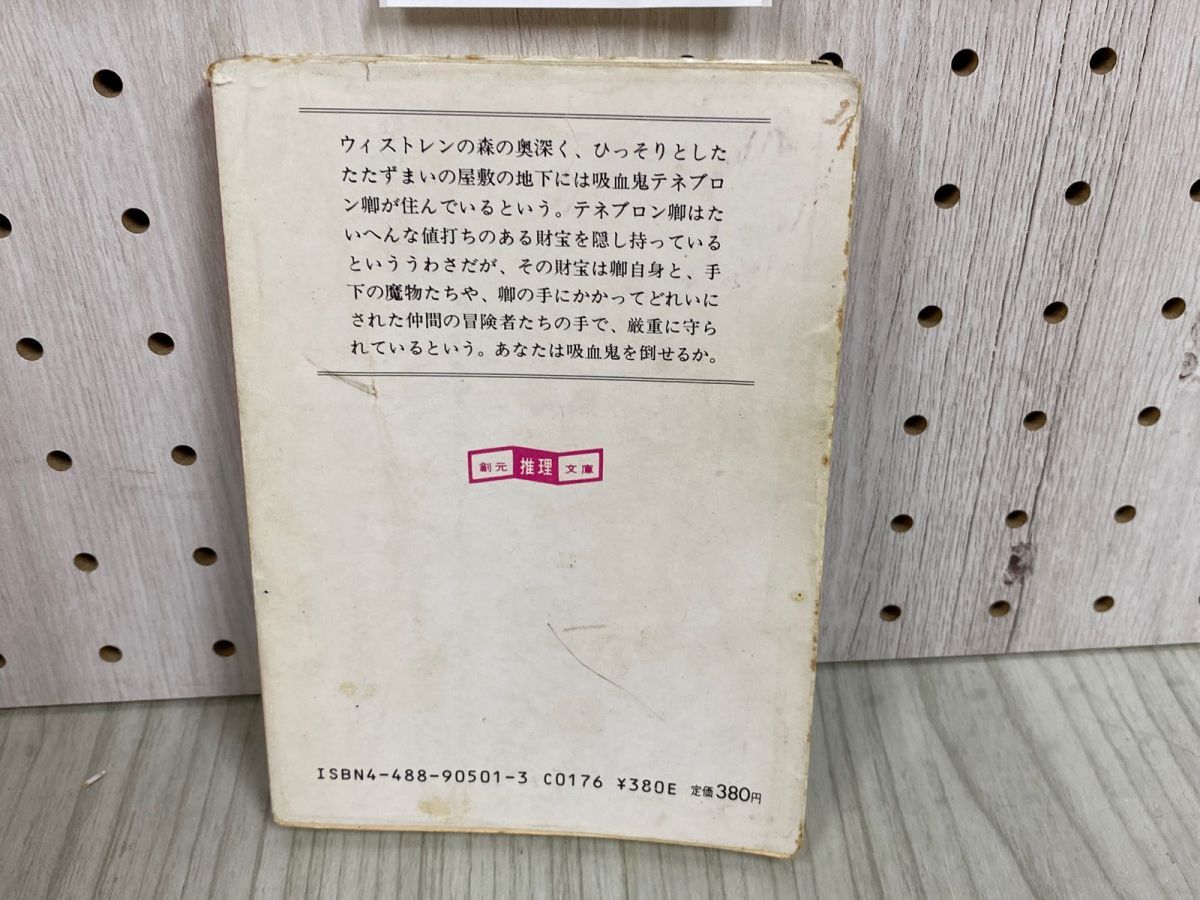 ウィストレンの森の奥深く、ひっそりとした
たたずまいの屋敷の地下には吸血鬼テネブロ
ン卿が住んでいるという。テネブロン卿はた
いへんな値打ちのある財宝を隠し持っている
といううわさだが、その財宝は卿自身と、手
下の魔物たちや、卿の手にかかってどれいに
された仲間の冒険者たちの手で、厳重に守ら
れているという。あなたは吸血鬼を倒せるか。
創元 推理 文庫
ISBN4-488-90501-3 C0176 ¥380E 定価380円